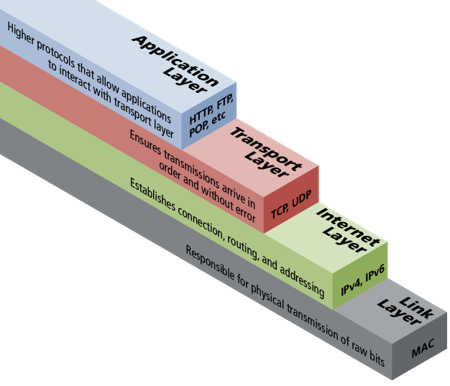 Application
Layer
Higher protocols that allow applications
to interact with transport layer
HTTP, FTP,
POP, etc
Transport
Layer
Ensures transmissions arrive in
order and without error
TCP, UDP
Internet
Layer
Establishes connection, routing, and addressing
IPv4, IPv6
Link
Layer
Responsible for physical transmission of raw bits
MAC